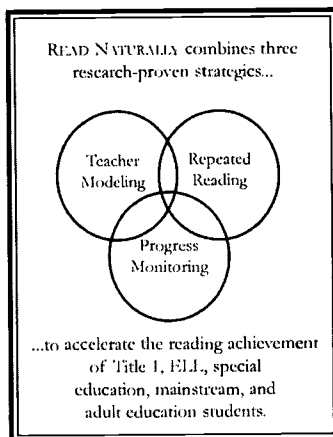 READ NATURALLY combines three
research-proven strategies...
Teacher
Modeling
Repeated
Reading
Progress
Monitoring
...to accelerate the reading achievement
of Title 1, ELL, special
education, mainstream, and
adult education students.